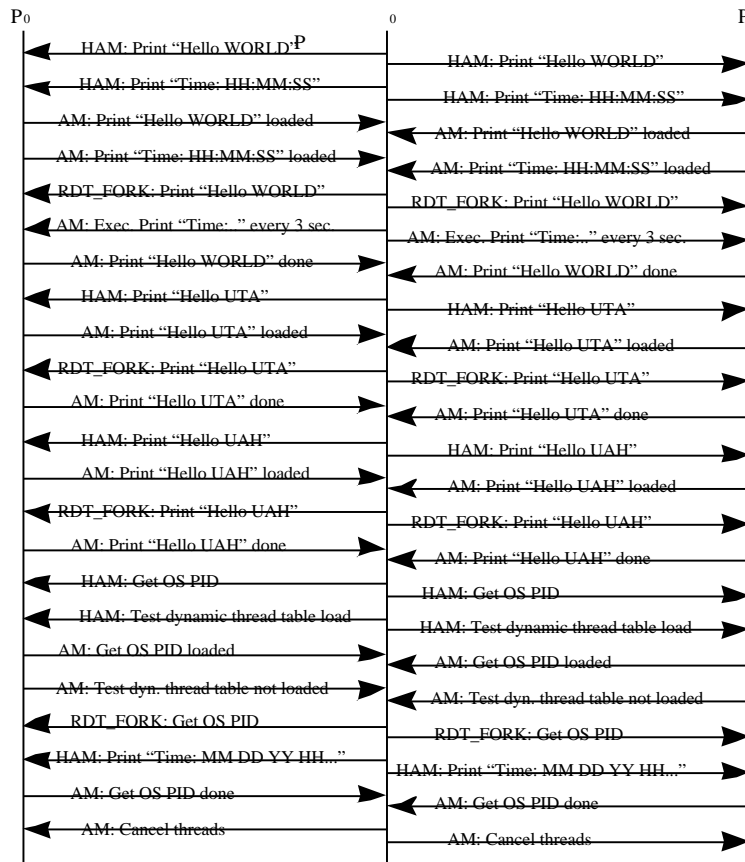 P0 0 P
HAM: Print “Hello WORLD” P
HAM: Print “Hello WORLD”
HAM: Print “Time: HH:MM:SS”
HAM: Print “Time: HH:MM:SS”
AM: Print “Hello WORLD” loaded
AM: Print “Hello WORLD” loaded
AM: Print “Time: HH:MM:SS” loaded
AM: Print “Time: HH:MM:SS” loaded
RDT_FORK: Print “Hello WORLD”
RDT_FORK: Print “Hello WORLD”
AM: Exec. Print “Time:..” every 3 sec.
AM: Exec. Print “Time:..” every 3 sec.
AM: Print “Hello WORLD” done
AM: Print “Hello WORLD” done
HAM: Print “Hello UTA”
HAM: Print “Hello UTA”
AM: Print “Hello UTA” loaded
AM: Print “Hello UTA” loaded
RDT_FORK: Print “Hello UTA”
RDT_FORK: Print “Hello UTA”
AM: Print “Hello UTA” done
AM: Print “Hello UTA” done
HAM: Print “Hello UAH”
HAM: Print “Hello UAH”
AM: Print “Hello UAH” loaded
AM: Print “Hello UAH” loaded
RDT_FORK: Print “Hello UAH”
RDT_FORK: Print “Hello UAH”
AM: Print “Hello UAH” done
AM: Print “Hello UAH” done
HAM: Get OS PID
HAM: Get OS PID
HAM: Test dynamic thread table load
HAM: Test dynamic thread table load
AM: Get OS PID loaded
AM: Get OS PID loaded
AM: Test dyn. thread table not loaded
AM: Test dyn. thread table not loaded
RDT_FORK: Get OS PID
RDT_FORK: Get OS PID
HAM: Print “Time: MM DD YY HH...”
HAM: Print “Time: MM DD YY HH...”
AM: Get OS PID done
AM: Get OS PID done
AM: Cancel threads
AM: Cancel threads